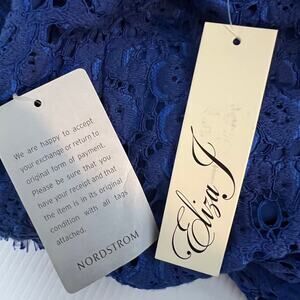 We are happy to accept
your exchange or return to
original form of payment.
Please be sure that you
have your receipt and that
the item is in its original
condition with all tags
attached.
NORDSTROM
Eliza J